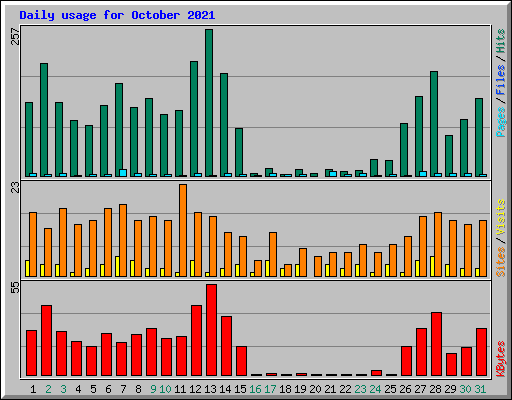 Daily usage for October 2021
257
Pages / Files / Hits
23
Sites / Visits
55
KBytes
1 2 3 4 5 6 7 8 9 10 11 12 13 14 15 16 17 18 19 20 21 22 23 24 25 26 27 28 29 30 31